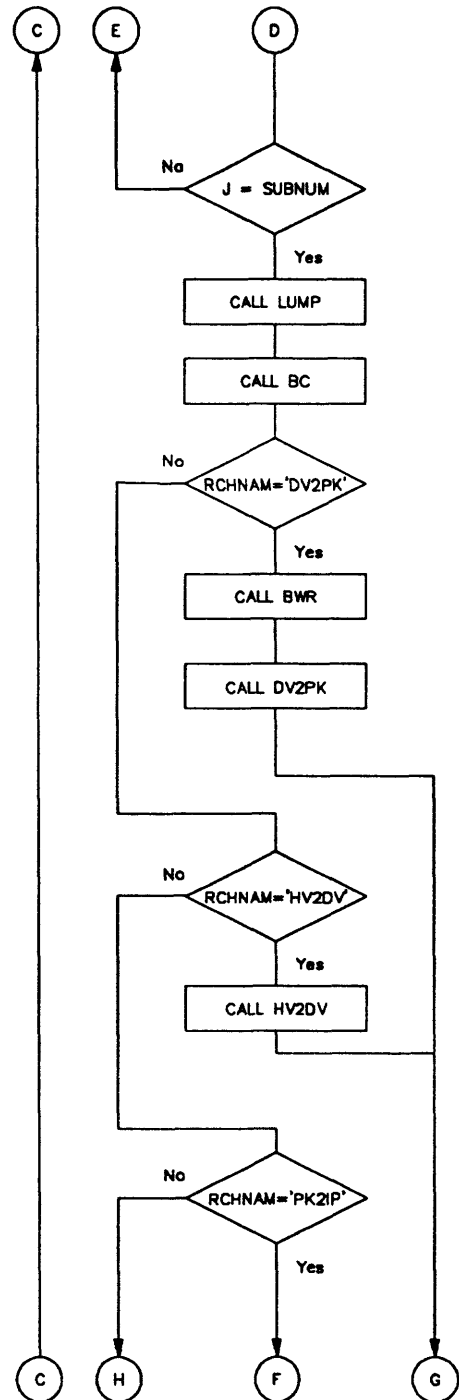 C E D
No
J = SUBNUM
Yes
CALL LUMP
CALL BC
No
RCHNAM='DV2PK'
Yes
CALL BWR
CALL DV2PK
No
RCHNAM='HV2DV'
Yes
CALL HV2DV
No
RCHNAM='PK2IP'
Yes
C H F G